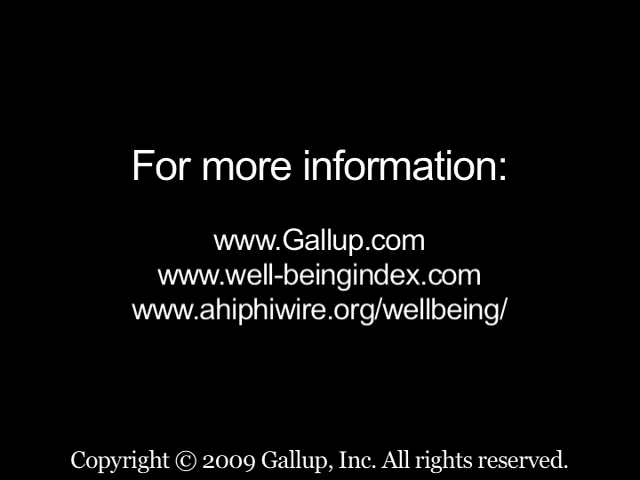 For more information:
www.Gallup.com
www.well-beingindex.com
www.ahiphiwire.org/wellbeing/
Copyright © 2009 Gallup, Inc. All rights reserved.